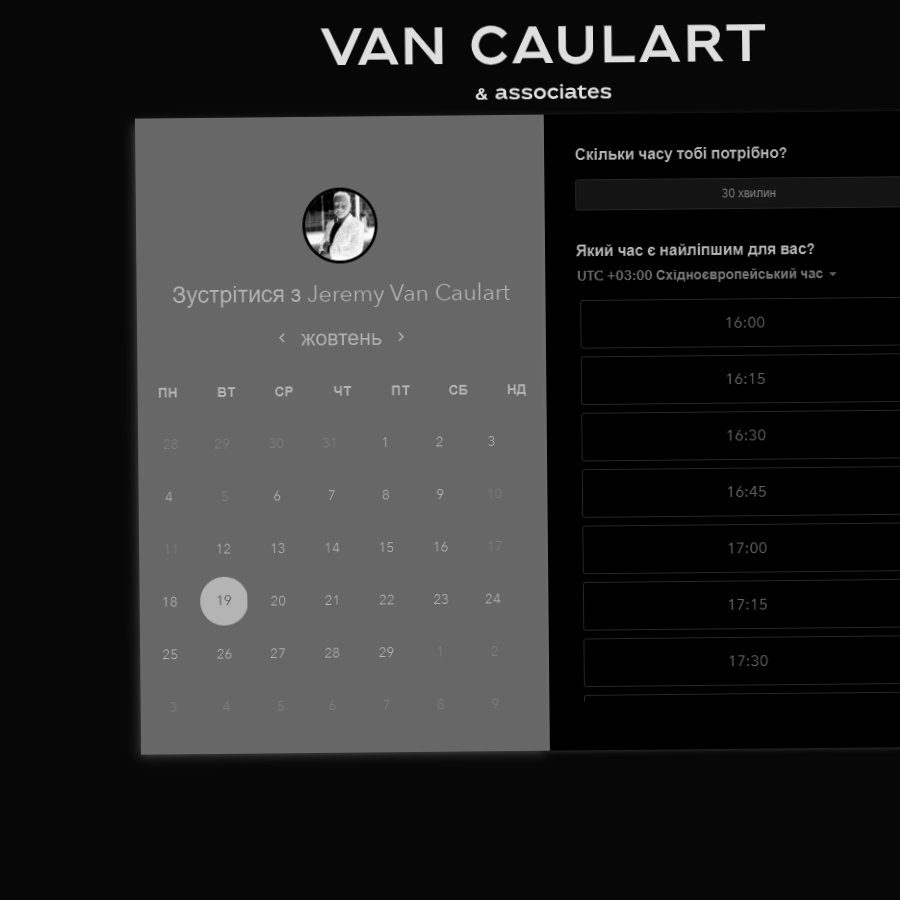 VAN CAULART
& associates
Зустрітися з Jeremy Van Caulart
жовтень
ПН ВТ СР ЧТ ПТ СБ НД
28 29 30 31 1 2 3
4 5 6 7 8 9 10
11 12 13 14 15 16 17
18 19 20 21 22 23 24
25 26 27 28 29 1 2
3 4 5 6 7 8 9
Скільки часу тобі потрібно?
30 хвилин
Який час є найліпшим для вас?
UTC +03:00 Східноєвропейський час
16:00
16:15
16:30
16:45
17:00
17:15
17:30